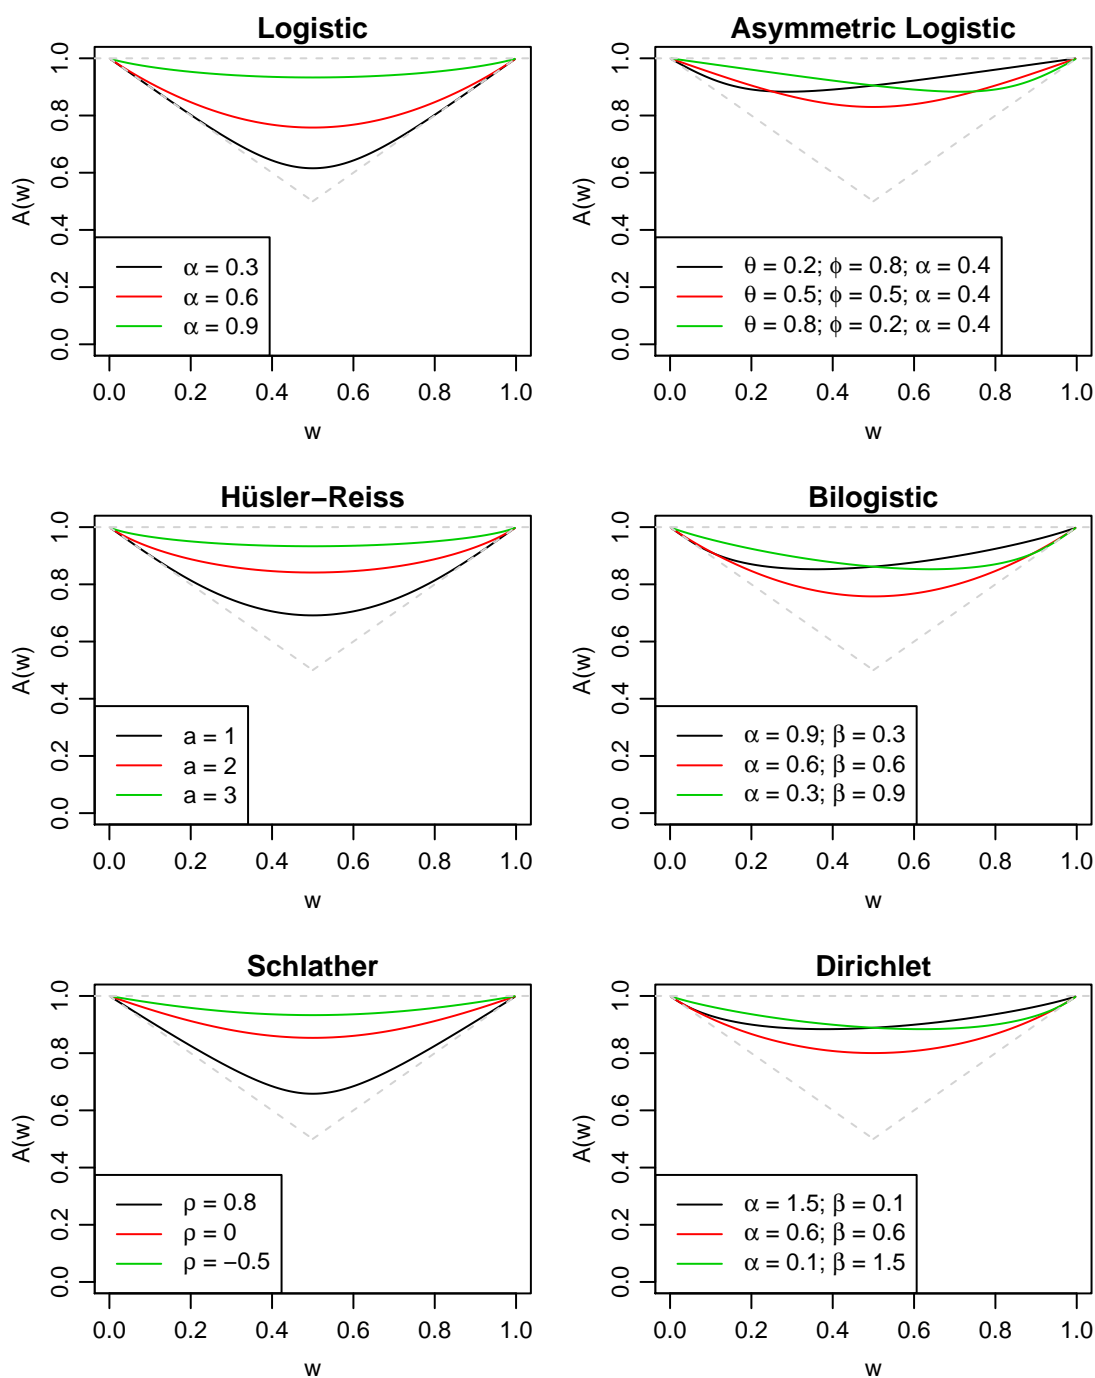 Logistic
A(w)
1.0
0.8
0.6
0.4
0.2
0.0
α = 0.3
α = 0.6
α = 0.9
0.0 0.2 0.4 0.6 0.8 1.0
w
Asymmetric Logistic
A(w)
1.0
0.8
0.6
0.4
0.2
0.0
θ = 0.2; ϕ = 0.8; α = 0.4
θ = 0.5; ϕ = 0.5; α = 0.4
θ = 0.8; ϕ = 0.2; α = 0.4
0.0 0.2 0.4 0.6 0.8 1.0
w
Hüsler−Reiss
A(w)
1.0
0.8
0.6
0.4
0.2
0.0
a = 1
a = 2
a = 3
0.0 0.2 0.4 0.6 0.8 1.0
w
Bilogistic
A(w)
1.0
0.8
0.6
0.4
0.2
0.0
α = 0.9; β = 0.3
α = 0.6; β = 0.6
α = 0.3; β = 0.9
0.0 0.2 0.4 0.6 0.8 1.0
w
Schlather
A(w)
1.0
0.8
0.6
0.4
0.2
0.0
ρ = 0.8
ρ = 0
ρ = −0.5
0.0 0.2 0.4 0.6 0.8 1.0
w
Dirichlet
A(w)
1.0
0.8
0.6
0.4
0.2
0.0
α = 1.5; β = 0.1
α = 0.6; β = 0.6
α = 0.1; β = 1.5
0.0 0.2 0.4 0.6 0.8 1.0
w